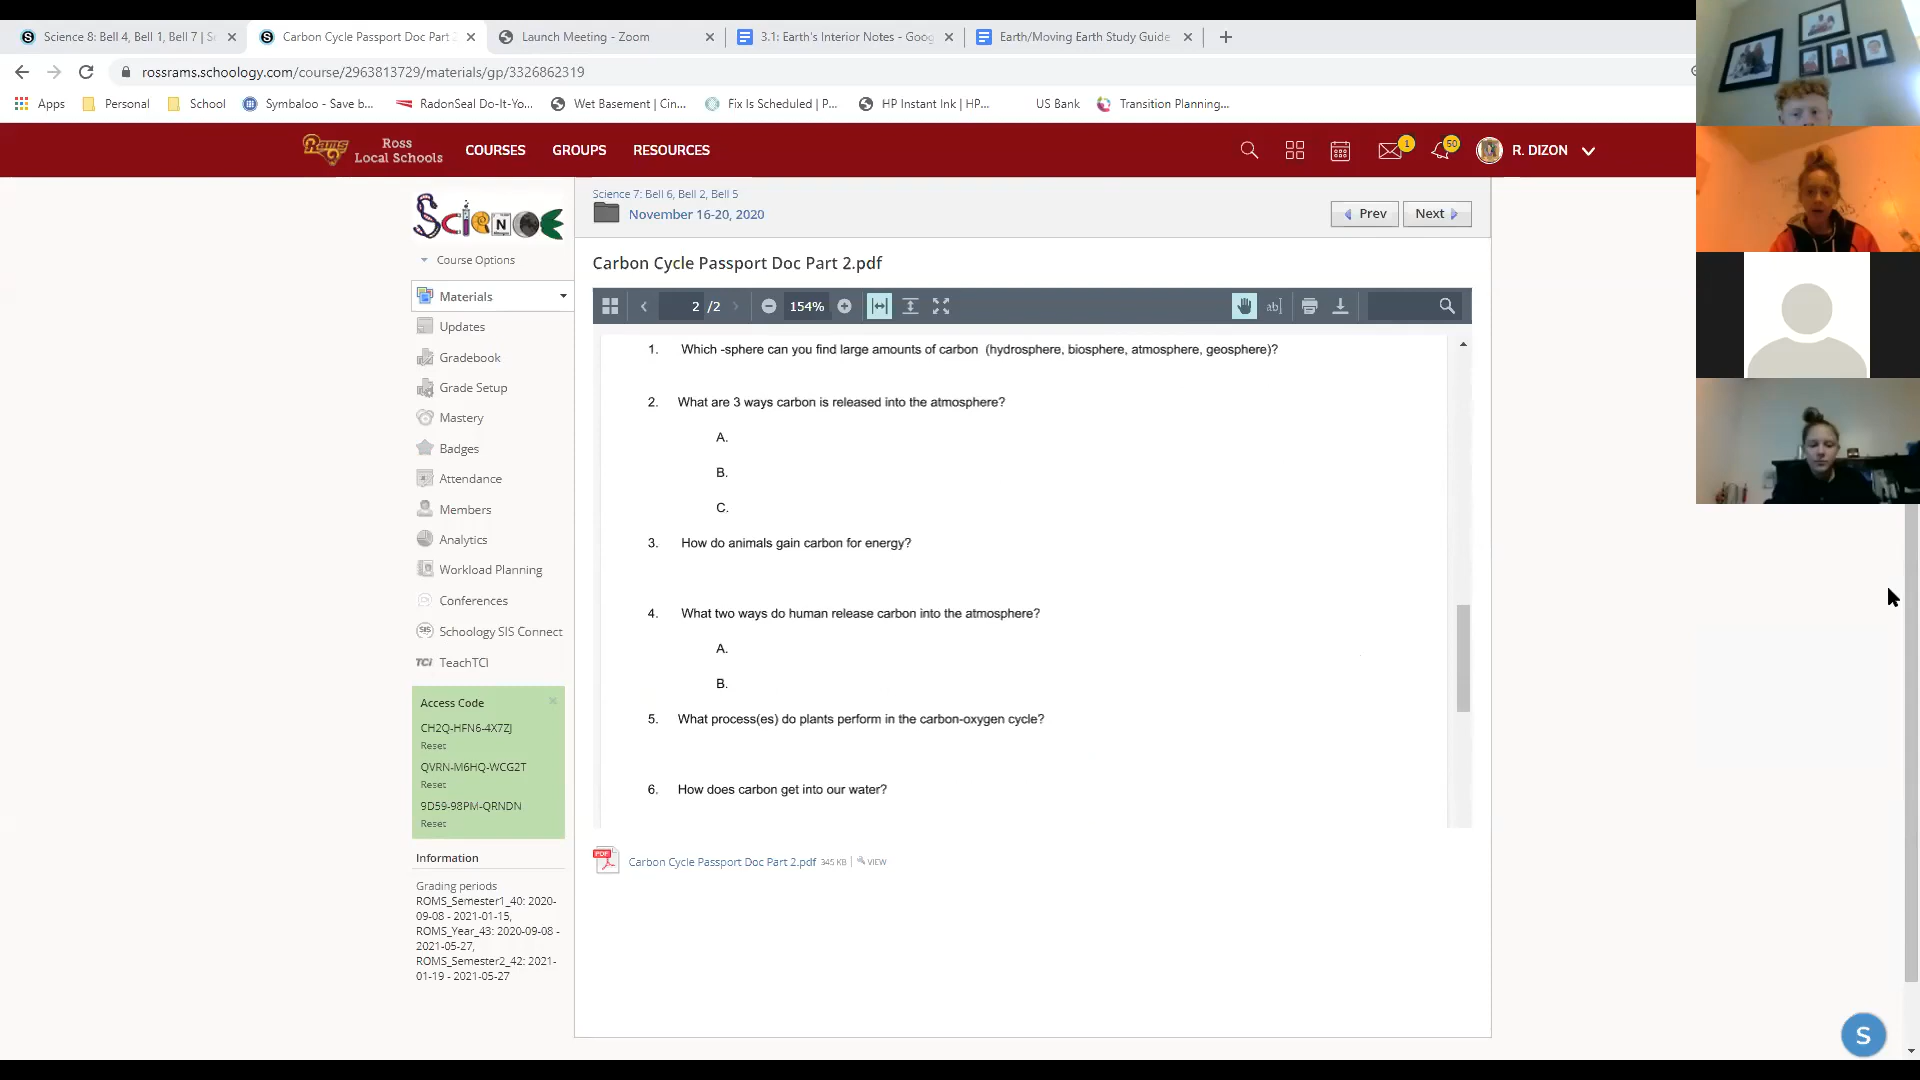 Science 8: Bell 4, Bell 1, Bell 7 | S
Carbon Cycle Passport Doc Part 2
Launch Meeting - Zoom
3.1: Earth's Interior Notes - Goog
Earth/Moving Earth Study Guide
rossrams.schoology.com/course/2963813729/materials/gp/3326862319
Apps
Personal
School
Symbaloo - Save b...
RadonSeal Do-It-Yo...
Wet Basement | Cin...
Fix Is Scheduled | P...
HP Instant Ink | HP...
US Bank
Transition Planning...
Rams
Ross
Local Schools
COURSES
GROUPS
RESOURCES
1
50
R. DIZON
SCIENCE
Course Options
Materials
Updates
Gradebook
Grade Setup
Mastery
Badges
Attendance
Members
Analytics
Workload Planning
Conferences
SIS Schoology SIS Connect
TCi TeachTCI
Access Code
CH2Q-HFN6-4X7ZJ
Reset
QVRN-M6HQ-WCG2T
Reset
9D59-98PM-QRNDN
Reset
Information
Grading periods
ROMS_Semester1_40: 2020-
09-08 - 2021-01-15,
ROMS_Year_43: 2020-09-08 -
2021-05-27,
ROMS_Semester2_42: 2021-
01-19 - 2021-05-27
Science 7: Bell 6, Bell 2, Bell 5
November 16-20, 2020
Prev
Next
Carbon Cycle Passport Doc Part 2.pdf
2 /2
154%
ab
1. Which -sphere can you find large amounts of carbon (hydrosphere, biosphere, atmosphere, geosphere)?
2. What are 3 ways carbon is released into the atmosphere?
A.
B.
C.
3. How do animals gain carbon for energy?
4. What two ways do human release carbon into the atmosphere?
A.
B.
5. What process(es) do plants perform in the carbon-oxygen cycle?
6. How does carbon get into our water?
PDF Carbon Cycle Passport Doc Part 2.pdf 345 KB VIEW
S